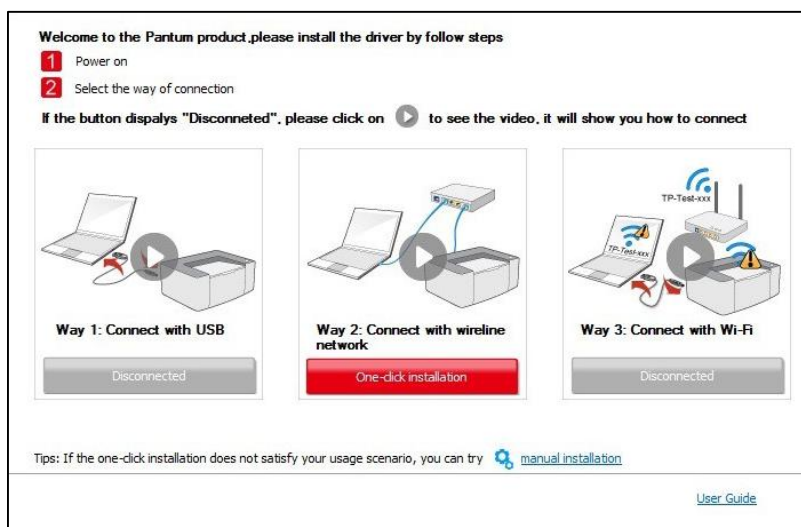 Welcome to the Pantum product,please install the driver by follow steps
1 Power on
2 Select the way of connection
If the button dispalys "Disconneted", please click on to see the video, it will show you how to connect
TP-Test-xxx
TP-Test-xxx
Way 1: Connect with USB
Way 2: Connect with wireline
network
Way 3: Connect with Wi-Fi
Disconnected
One-click installation
Disconnected
Tips: If the one-click installation does not satisfy your usage scenario, you can try manual installation
User Guide